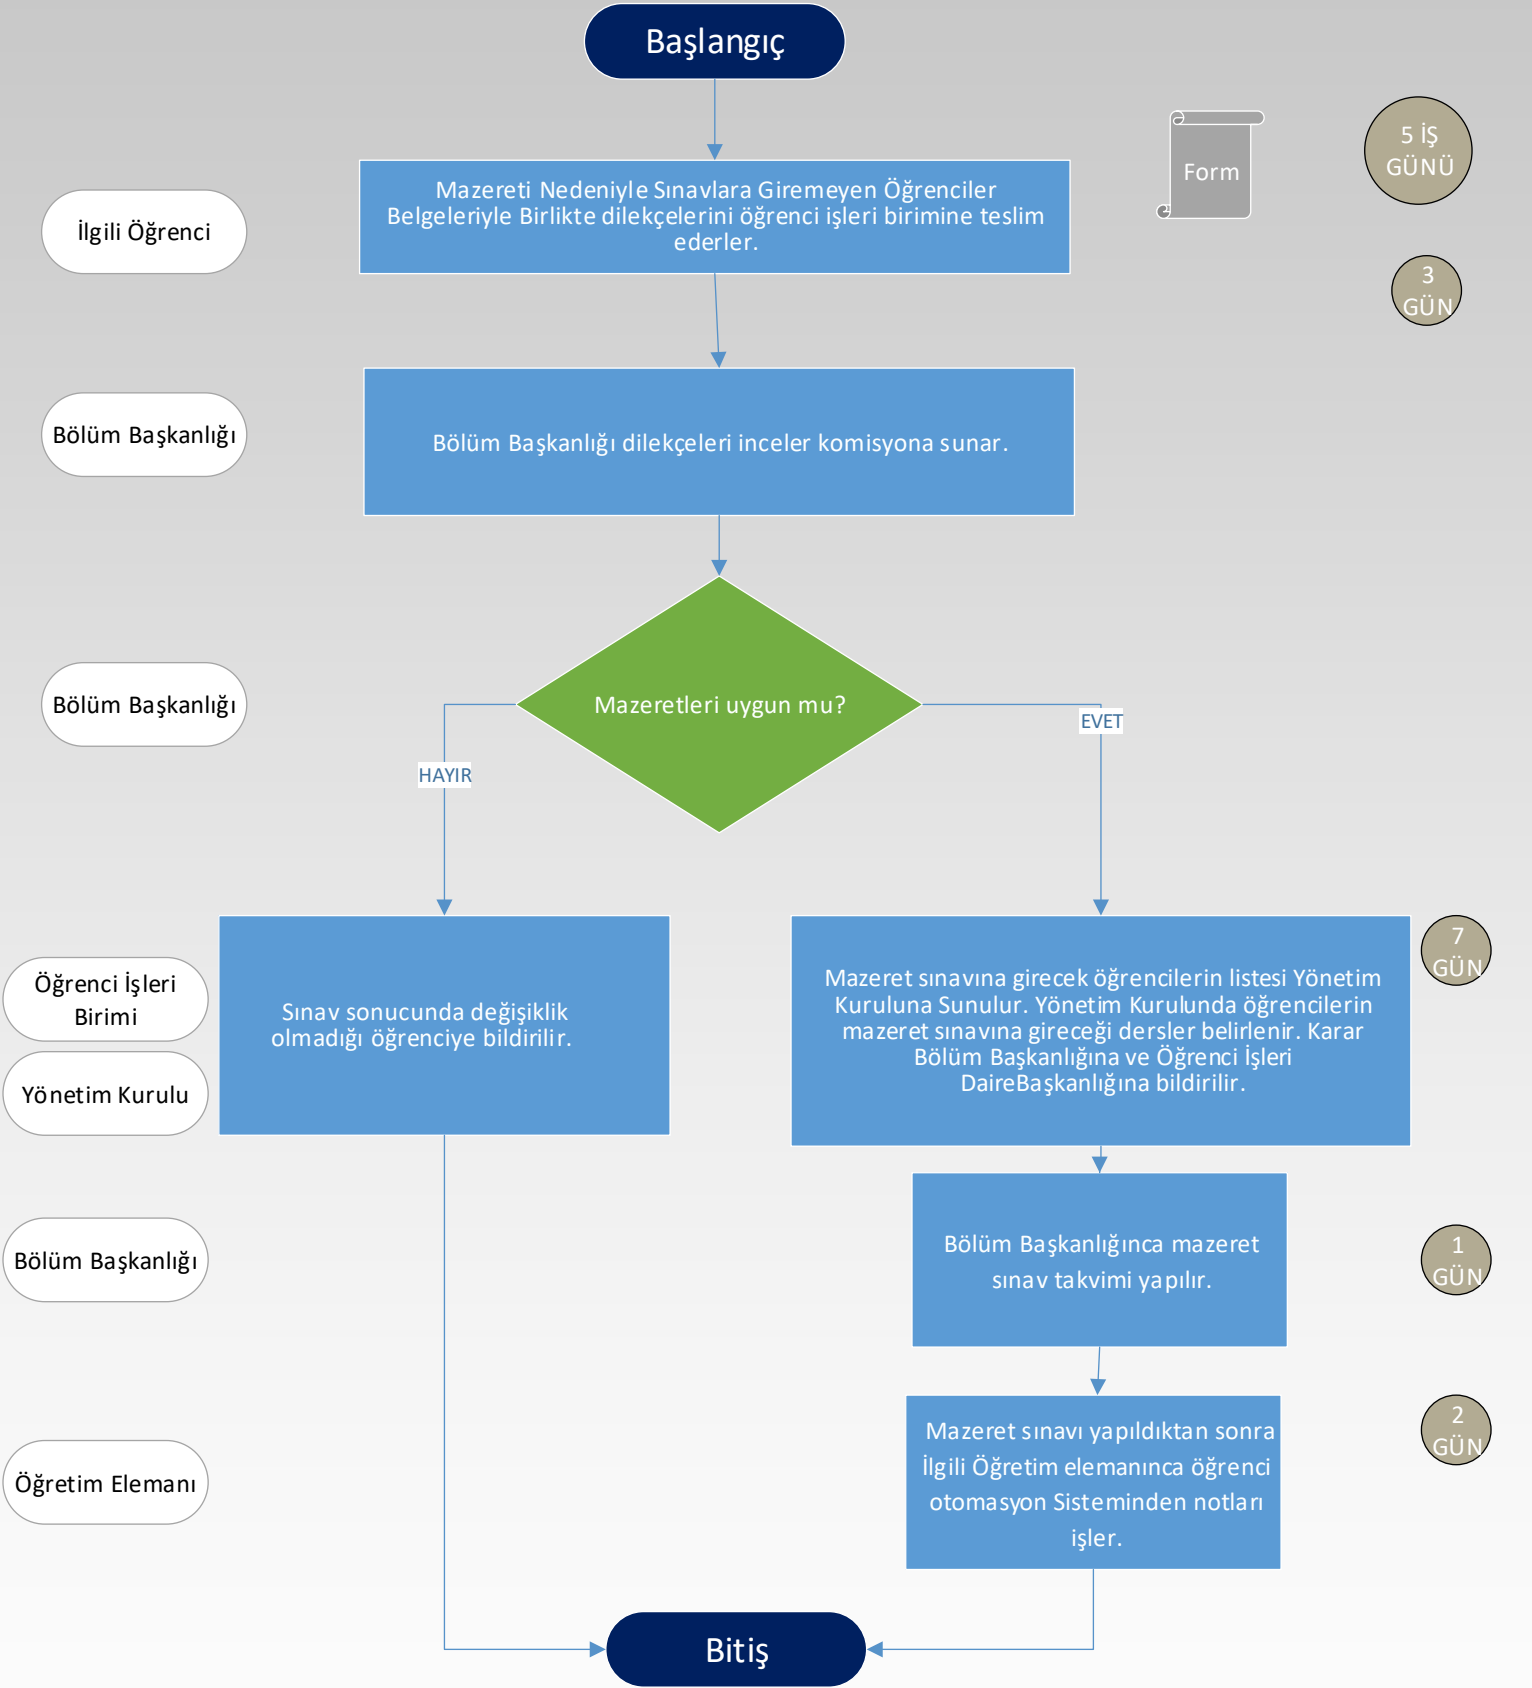 Başlangıç
Form
5 İŞ
GÜNÜ
İlgili Öğrenci
Mazereti Nedeniyle Sınavlara Giremeyen Öğrenciler
Belgeleriyle Birlikte dilekçelerini öğrenci işleri birimine teslim
ederler.
3
GÜN
Bölüm Başkanlığı
Bölüm Başkanlığı dilekçeleri inceler komisyona sunar.
Bölüm Başkanlığı
Mazeretleri uygun mu?
EVET
HAYIR
Öğrenci İşleri
Birimi
Yönetim Kurulu
Sınav sonucunda değişiklik
olmadığı öğrenciye bildirilir.
Mazeret sınavına girecek öğrencilerin listesi Yönetim
Kuruluna Sunulur. Yönetim Kurulunda öğrencilerin
mazeret sınavına gireceği dersler belirlenir. Karar
Bölüm Başkanlığına ve Öğrenci İşleri
DaireBaşkanlığına bildirilir.
7
GÜN
Bölüm Başkanlığı
Bölüm Başkanlığınca mazeret
sınav takvimi yapılır.
1
GÜN
Öğretim Elemanı
Mazeret sınavı yapıldıktan sonra
İlgili Öğretim elemanınca öğrenci
otomasyon Sisteminden notları
işler.
2
GÜN
Bitiş